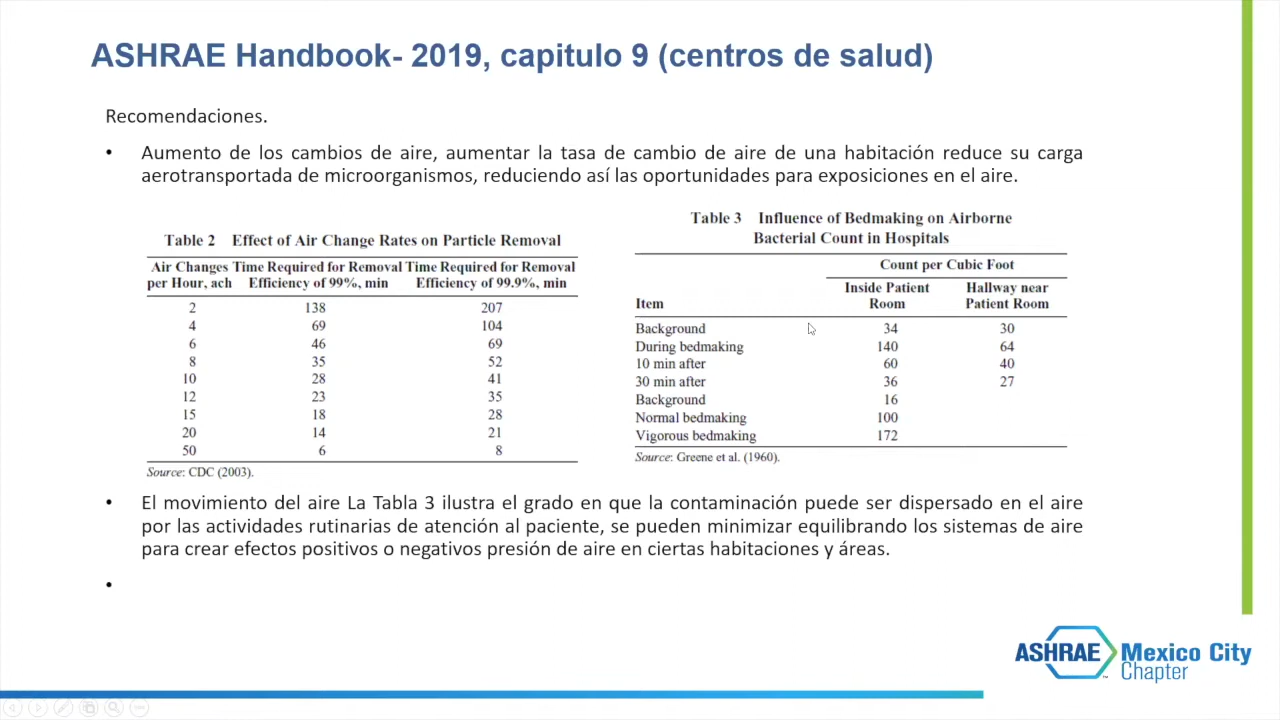 ASHRAE Handbook- 2019, capitulo 9 (centros de salud)
Recomendaciones.
• Aumento de los cambios de aire, aumentar la tasa de cambio de aire de una habitación reduce su carga
aerotransportada de microorganismos, reduciendo así las oportunidades para exposiciones en el aire.
Table 2 Effect of Air Change Rates on Particle Removal
Air Changes Time Required for Removal Time Required for Removal
per Hour, ach Efficiency of 99%, min Efficiency of 99.9%, min
2 138 207
4 69 104
6 46 69
8 35 52
10 28 41
12 23 35
15 18 28
20 14 21
50 6 8
Source: CDC (2003).
Table 3 Influence of Bedmaking on Airborne
Bacterial Count in Hospitals
Count per Cubic Foot
Inside Patient Hallway near
Item Room Patient Room
Background 34 30
During bedmaking 140 64
10 min after 60 40
30 min after 36 27
Background 16
Normal bedmaking 100
Vigorous bedmaking 172
Source: Greene et al. (1960).
• El movimiento del aire La Tabla 3 ilustra el grado en que la contaminación puede ser dispersado en el aire
por las actividades rutinarias de atención al paciente, se pueden minimizar equilibrando los sistemas de aire
para crear efectos positivos o negativos presión de aire en ciertas habitaciones y áreas.
•
ASHRAE Mexico City
Chapter